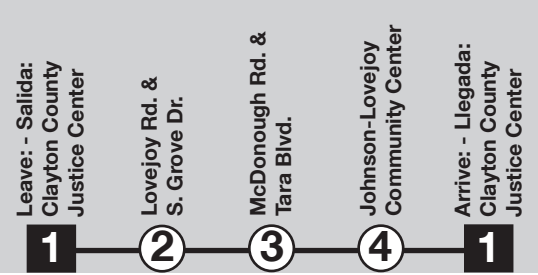 Leave: - Salida:
Clayton County
Justice Center
Lovejoy Rd. &
S. Grove Dr.
McDonough Rd. &
Tara Blvd.
Johnson-Lovejoy
Community Center
Arrive: - Llegada:
Clayton County
Justice Center
1
2
3
4
1